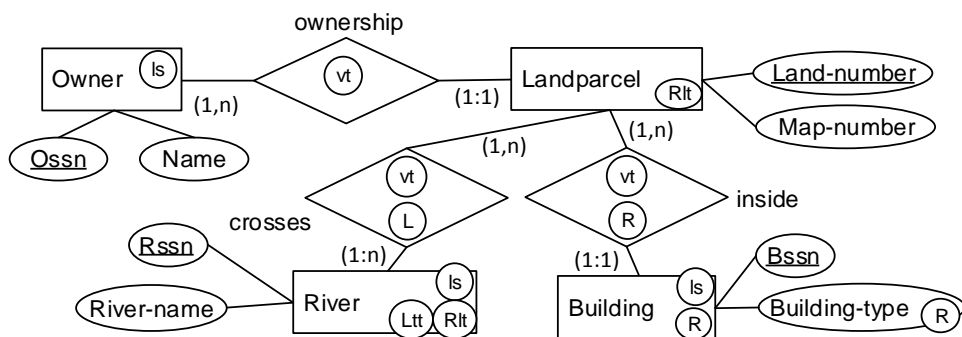 ownership
Owner
ls
vt
Landparcel
Rlt
Land-number
(1,n)
(1:1)
Map-number
Ossn
Name
(1,n)
(1,n)
vt
vt
crosses
L
R
inside
Rssn
(1:n)
(1:1)
Bssn
River-name
River
ls
Ltt
Rlt
Building
ls
R
Building-type
R